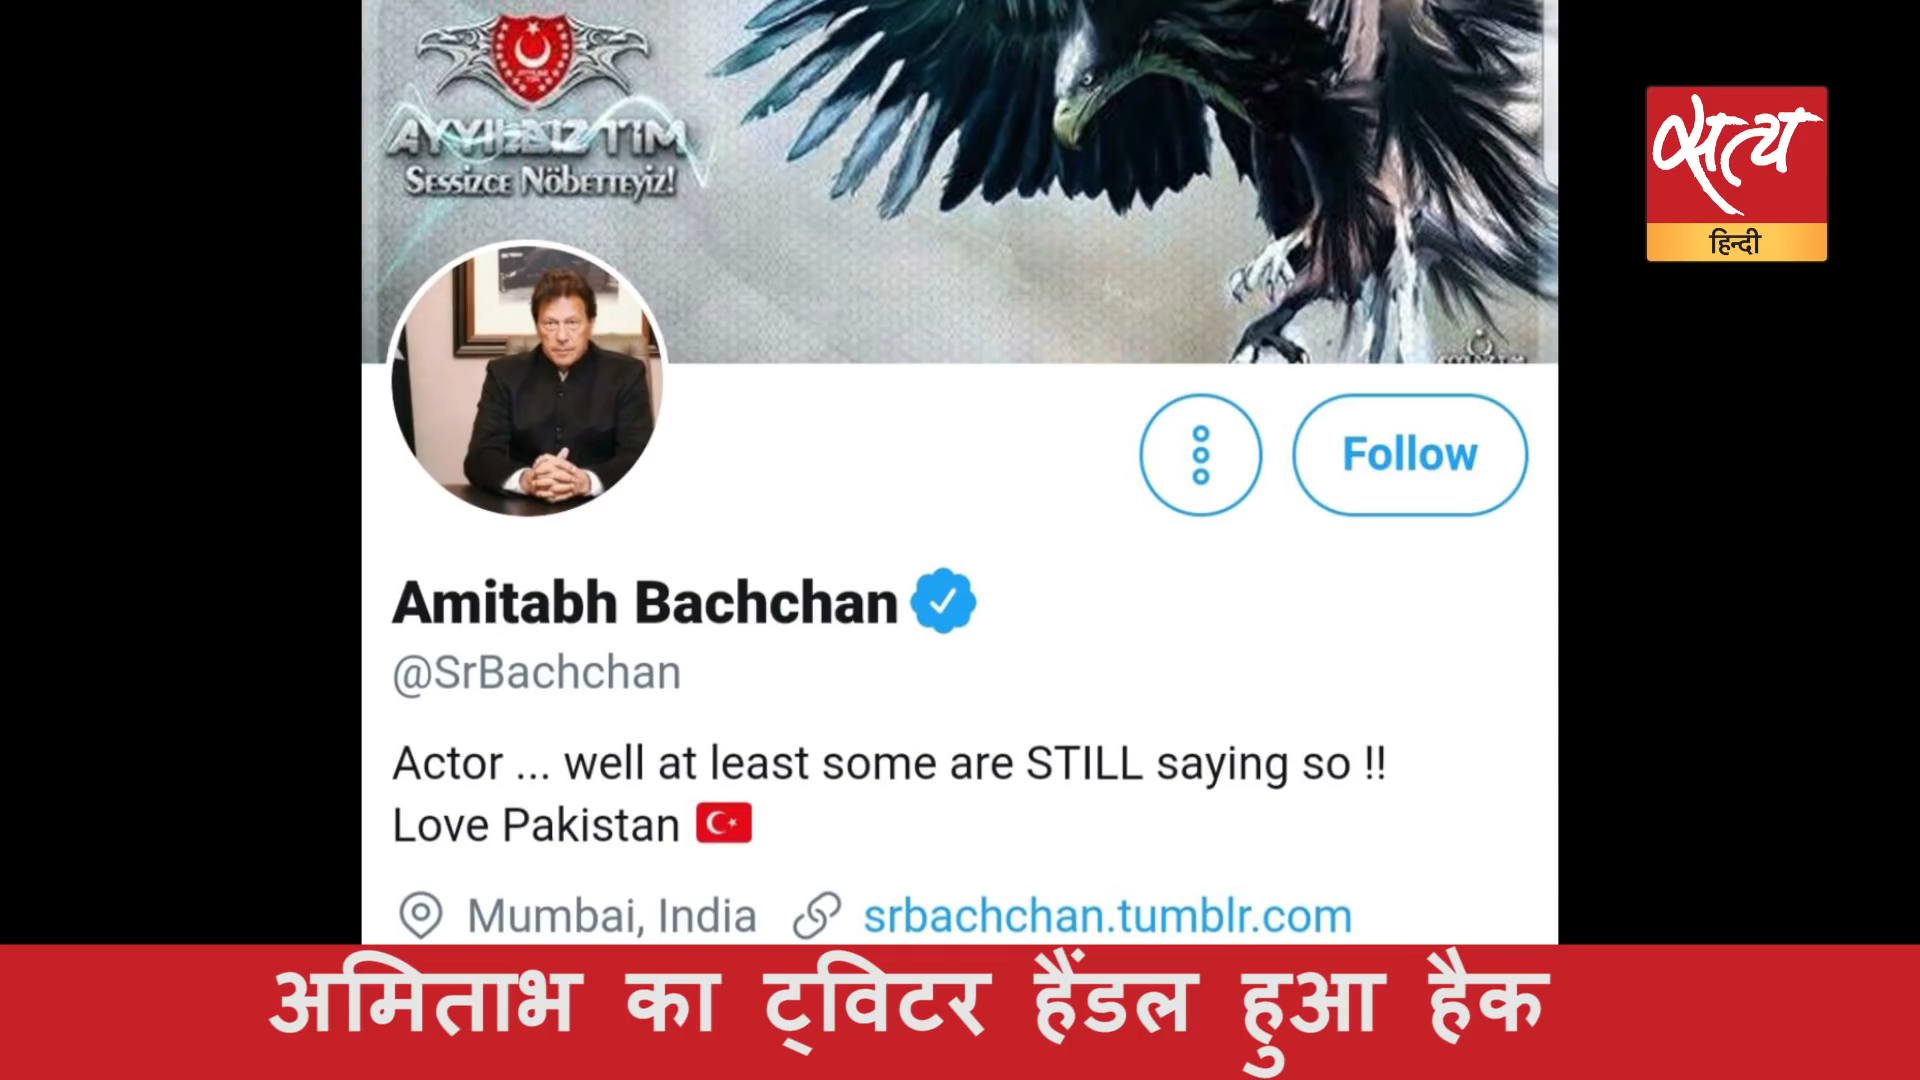 AYYILDIZ TIM
Sessizce Nöbetteyiz!
सत्य
हिन्दी
Follow
Amitabh Bachchan
@SrBachchan
Actor ... well at least some are STILL saying so !!
Love Pakistan 🇹🇷
Mumbai, India srbachchan.tumblr.com
अमिताभ का ट्विटर हैंडल हुआ हैक